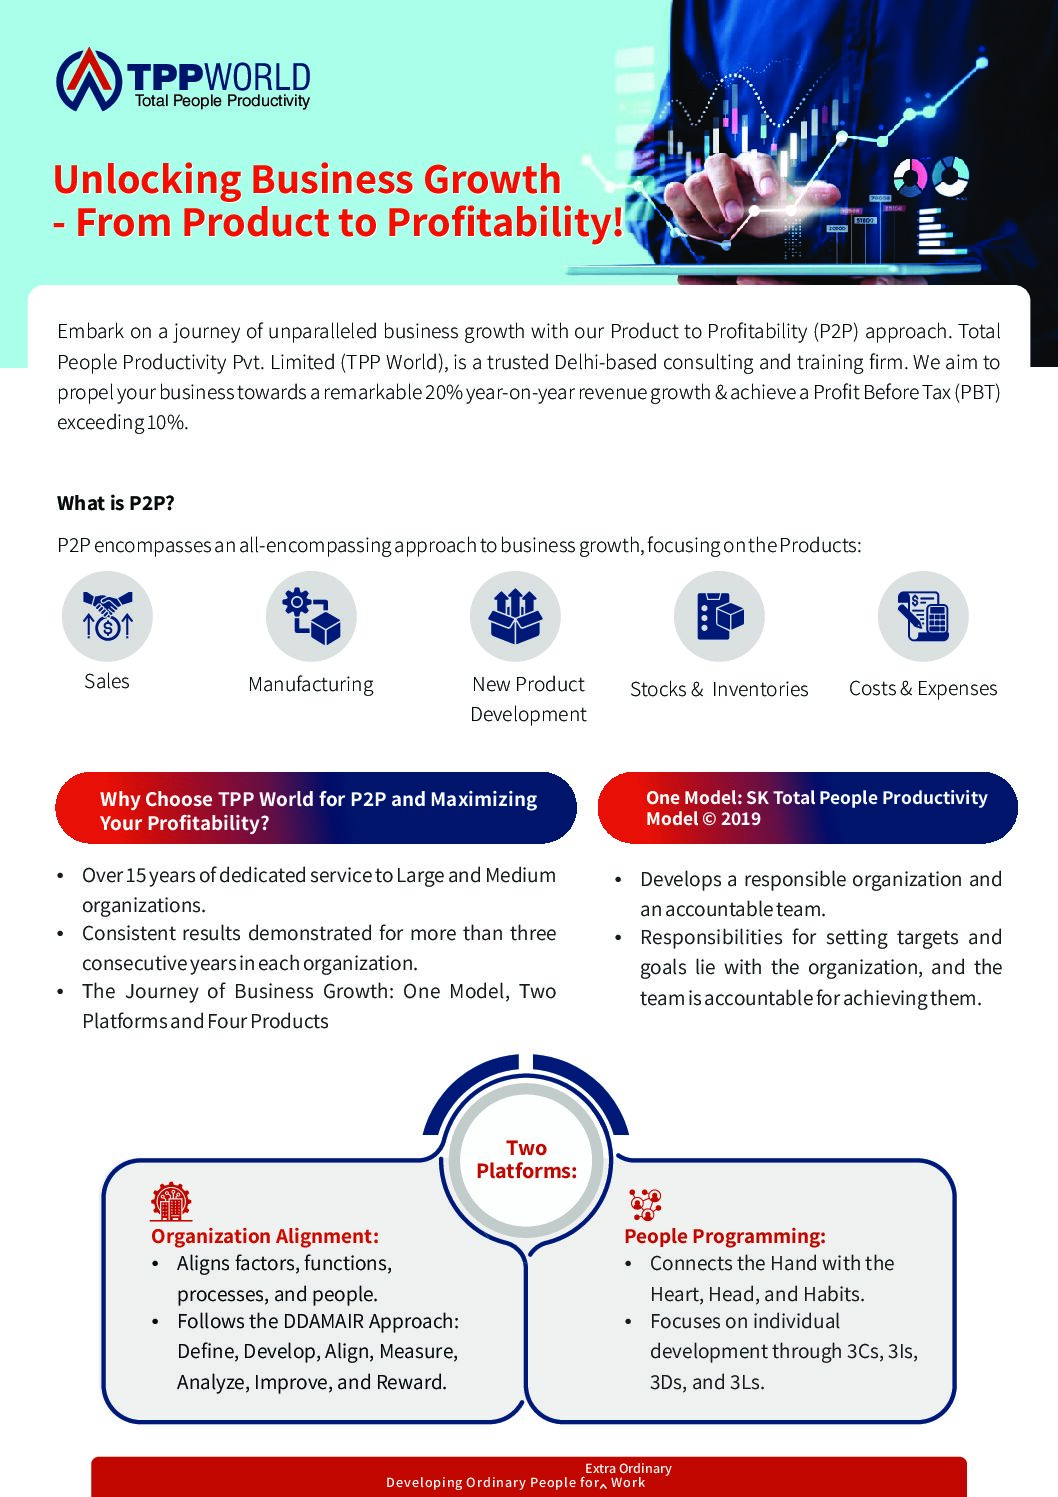 TPPWORLD
Total People Productivity
Unlocking Business Growth
- From Product to Profitability!
Embark on a journey of unparalleled business growth with our Product to Profitability (P2P) approach. Total
People Productivity Pvt. Limited (TPP World), is a trusted Delhi-based consulting and training firm. We aim to
propel your business towards a remarkable 20% year-on-year revenue growth & achieve a Profit Before Tax (PBT)
exceeding 10%.
What is P2P?
P2P encompasses an all-encompassing approach to business growth, focusing on the Products:
Sales
Manufacturing
New Product
Development
Stocks & Inventories
Costs & Expenses
Why Choose TPP World for P2P and Maximizing
Your Profitability?
• Over 15 years of dedicated service to Large and Medium
organizations.
• Consistent results demonstrated for more than three
consecutive years in each organization.
• The Journey of Business Growth: One Model, Two
Platforms and Four Products
One Model: SK Total People Productivity
Model © 2019
• Develops a responsible organization and
an accountable team.
• Responsibilities for setting targets and
goals lie with the organization, and the
team is accountable for achieving them.
Two
Platforms:
Organization Alignment:
• Aligns factors, functions,
processes, and people.
• Follows the DDAMAIR Approach:
Define, Develop, Align, Measure,
Analyze, Improve, and Reward.
People Programming:
• Connects the Hand with the
Heart, Head, and Habits.
• Focuses on individual
development through 3Cs, 3Is,
3Ds, and 3Ls.
Extra Ordinary
Developing Ordinary People for‸ Work